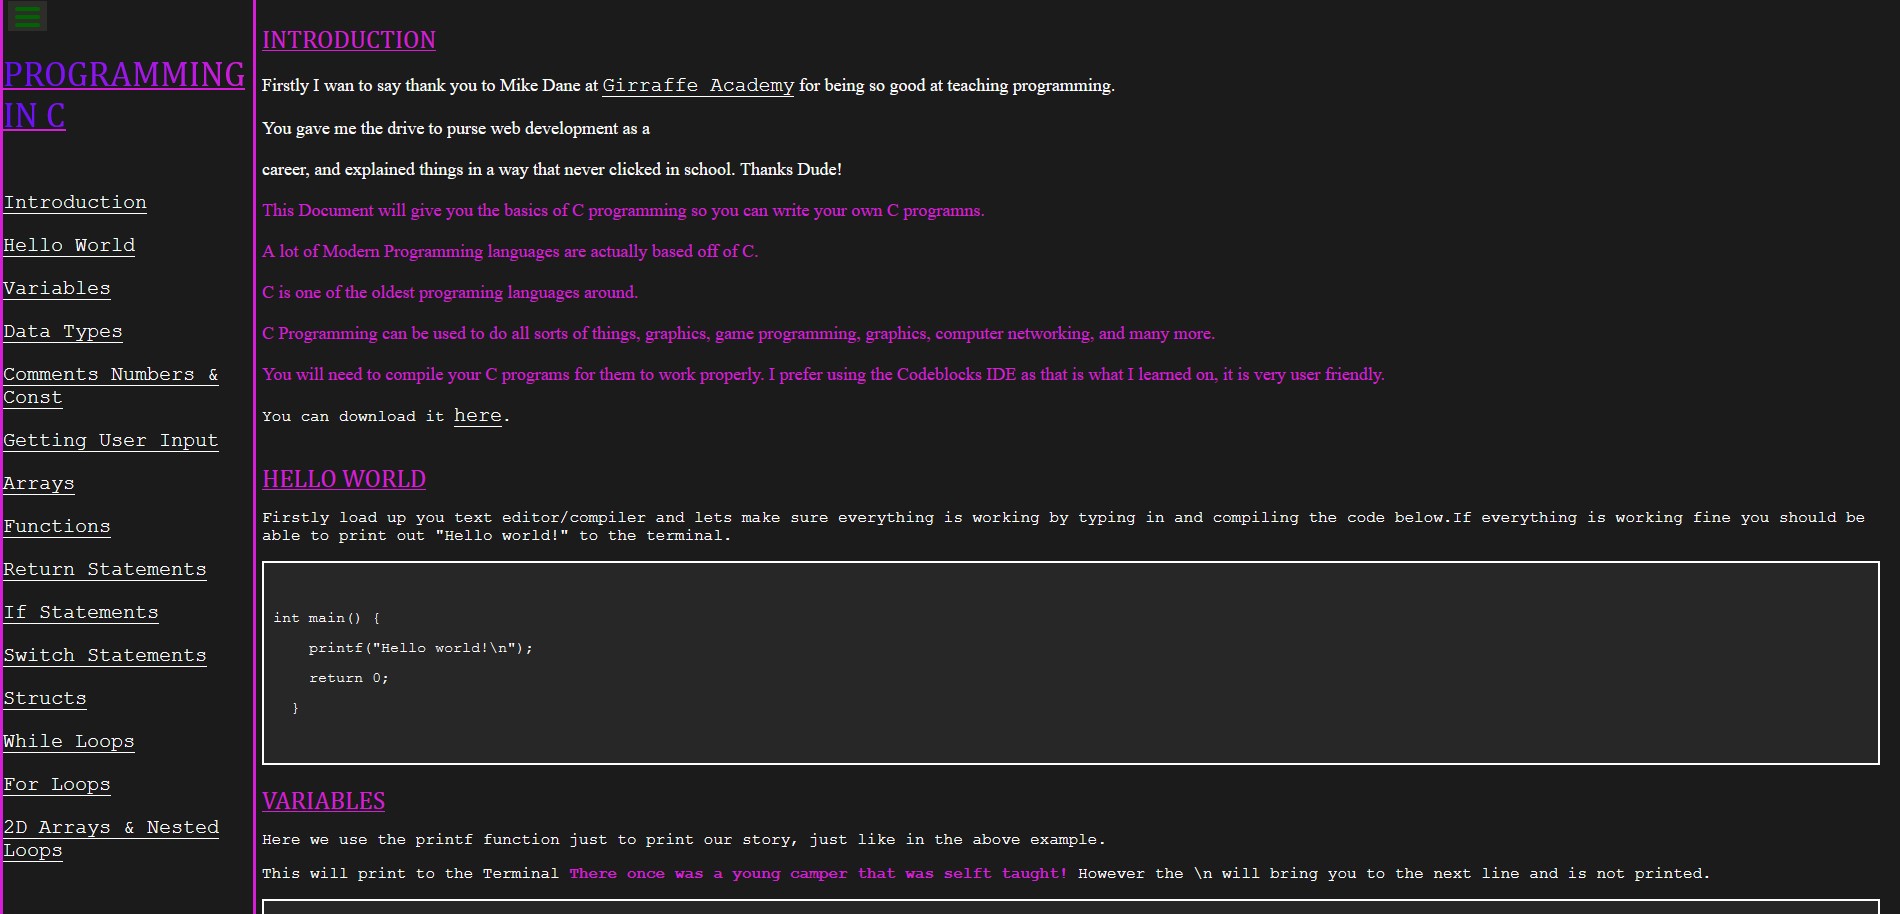 PROGRAMMING
IN C
Introduction
Hello World
Variables
Data Types
Comments Numbers &
Const
Getting User Input
Arrays
Functions
Return Statements
If Statements
Switch Statements
Structs
While Loops
For Loops
2D Arrays & Nested
Loops
INTRODUCTION
Firstly I wan to say thank you to Mike Dane at Girraffe Academy for being so good at teaching programming.
You gave me the drive to purse web development as a
career, and explained things in a way that never clicked in school. Thanks Dude!
This Document will give you the basics of C programming so you can write your own C programns.
A lot of Modern Programming languages are actually based off of C.
C is one of the oldest programing languages around.
C Programming can be used to do all sorts of things, graphics, game programming, graphics, computer networking, and many more.
You will need to compile your C programs for them to work properly. I prefer using the Codeblocks IDE as that is what I learned on, it is very user friendly.
You can download it here.
HELLO WORLD
Firstly load up you text editor/compiler and lets make sure everything is working by typing in and compiling the code below.If everything is working fine you should be
able to print out "Hello world!" to the terminal.
int main() {
printf("Hello world!\n");
return 0;
}
VARIABLES
Here we use the printf function just to print our story, just like in the above example.
This will print to the Terminal There once was a young camper that was selft taught! However the \n will bring you to the next line and is not printed.